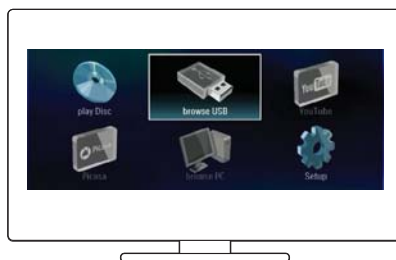 play Disc
browse USB
YouTube
Picasa
browse PC
Setup